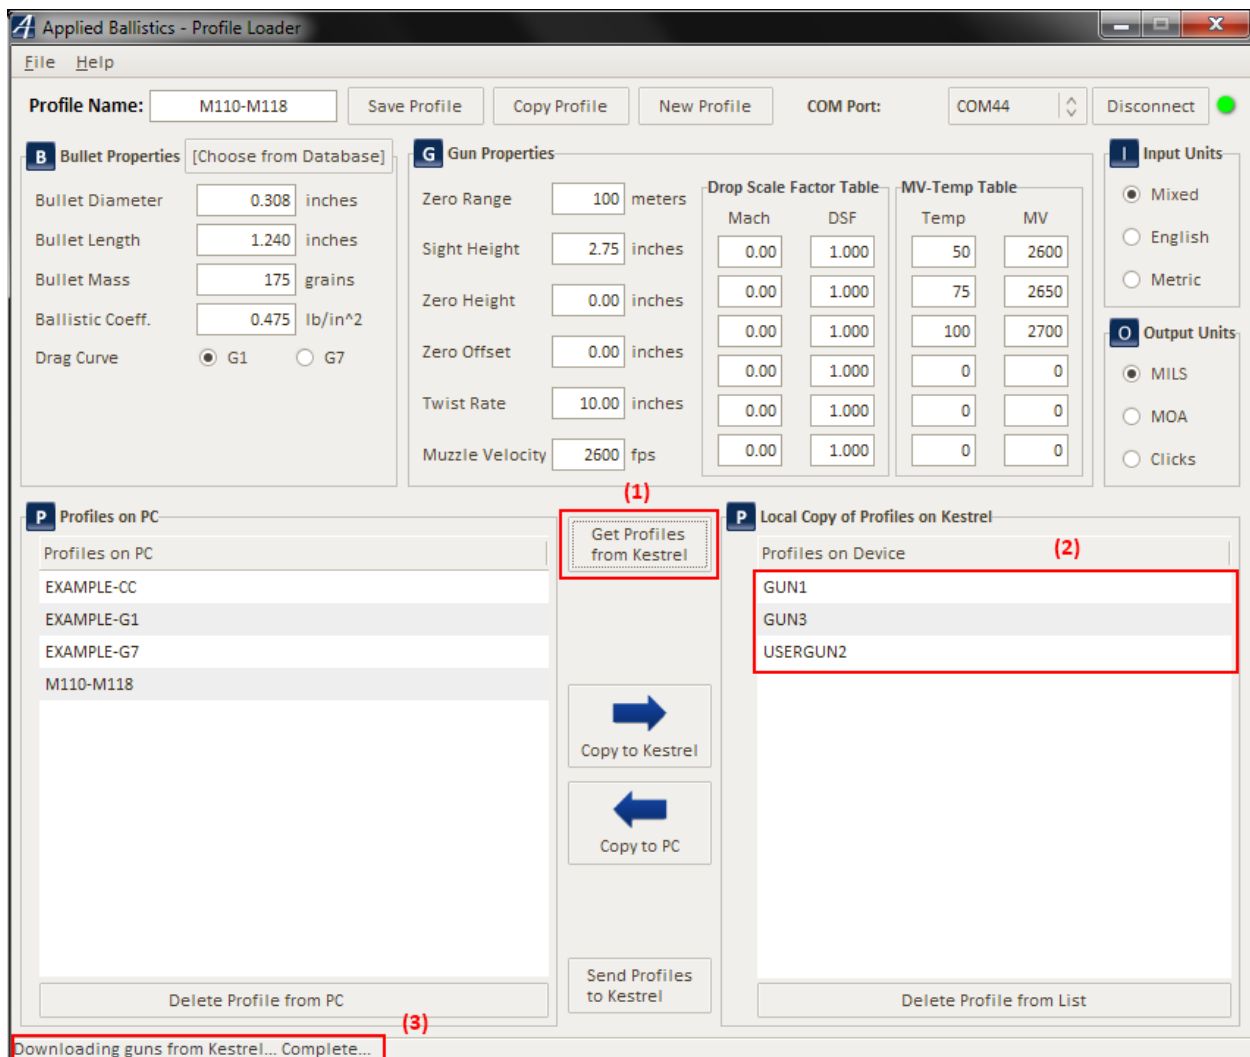 Applied Ballistics - Profile Loader
File Help
Profile Name: M110-M118 Save Profile Copy Profile New Profile COM Port: COM44 Disconnect
B Bullet Properties [Choose from Database]
Bullet Diameter 0.308 inches
Bullet Length 1.240 inches
Bullet Mass 175 grains
Ballistic Coeff. 0.475 lb/in^2
Drag Curve G1 G7
G Gun Properties
Zero Range 100 meters
Sight Height 2.75 inches
Zero Height 0.00 inches
Zero Offset 0.00 inches
Twist Rate 10.00 inches
Muzzle Velocity 2600 fps
Drop Scale Factor Table
Mach DSF
0.00 1.000
0.00 1.000
0.00 1.000
0.00 1.000
0.00 1.000
0.00 1.000
MV-Temp Table
Temp MV
50 2600
75 2650
100 2700
0 0
0 0
0 0
I Input Units
Mixed
English
Metric
O Output Units
MILS
MOA
Clicks
P Profiles on PC
Profiles on PC
EXAMPLE-CC
EXAMPLE-G1
EXAMPLE-G7
M110-M118
Delete Profile from PC
(1)
Get Profiles
from Kestrel
Copy to Kestrel
Copy to PC
Send Profiles
to Kestrel
P Local Copy of Profiles on Kestrel
Profiles on Device (2)
GUN1
GUN3
USERGUN2
Delete Profile from List
(3)
Downloading guns from Kestrel... Complete...